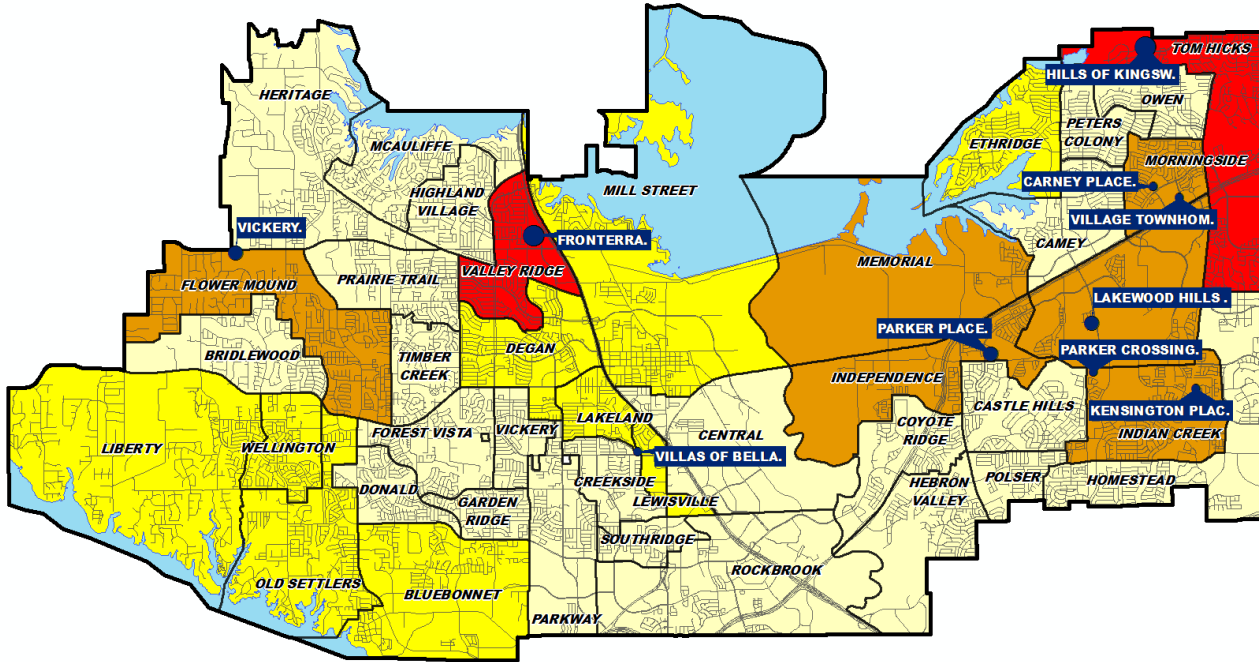 TOM HICKS
HILLS OF KINGSW.
HERITAGE
OWEN
PETERS
COLONY
ETHRIDGE
MCAULIFFE
MORNINGSIDE
HIGHLAND
VILLAGE
MILL STREET
CARNEY PLACE.
VILLAGE TOWNHOM.
VICKERY.
FRONTERRA.
CAMEY
MEMORIAL
VALLEY RIDGE
PRAIRIE TRAIL
FLOWER MOUND
LAKEWOOD HILLS .
PARKER PLACE.
PARKER CROSSING.
DEGAN
BRIDLEWOOD
TIMBER
CREEK
INDEPENDENCE
CASTLE HILLS
KENSINGTON PLAC.
LAKELAND
COYOTE
RIDGE
FOREST VISTA
VICKERY
CENTRAL
INDIAN CREEK
LIBERTY
WELLINGTON
VILLAS OF BELLA.
CREEKSIDE
HEBRON
VALLEY
POLSER
HOMESTEAD
DONALD
GARDEN
RIDGE
LEWISVILLE
SOUTHRIDGE
ROCKBROOK
OLD SETTLERS
BLUEBONNET
PARKWAY